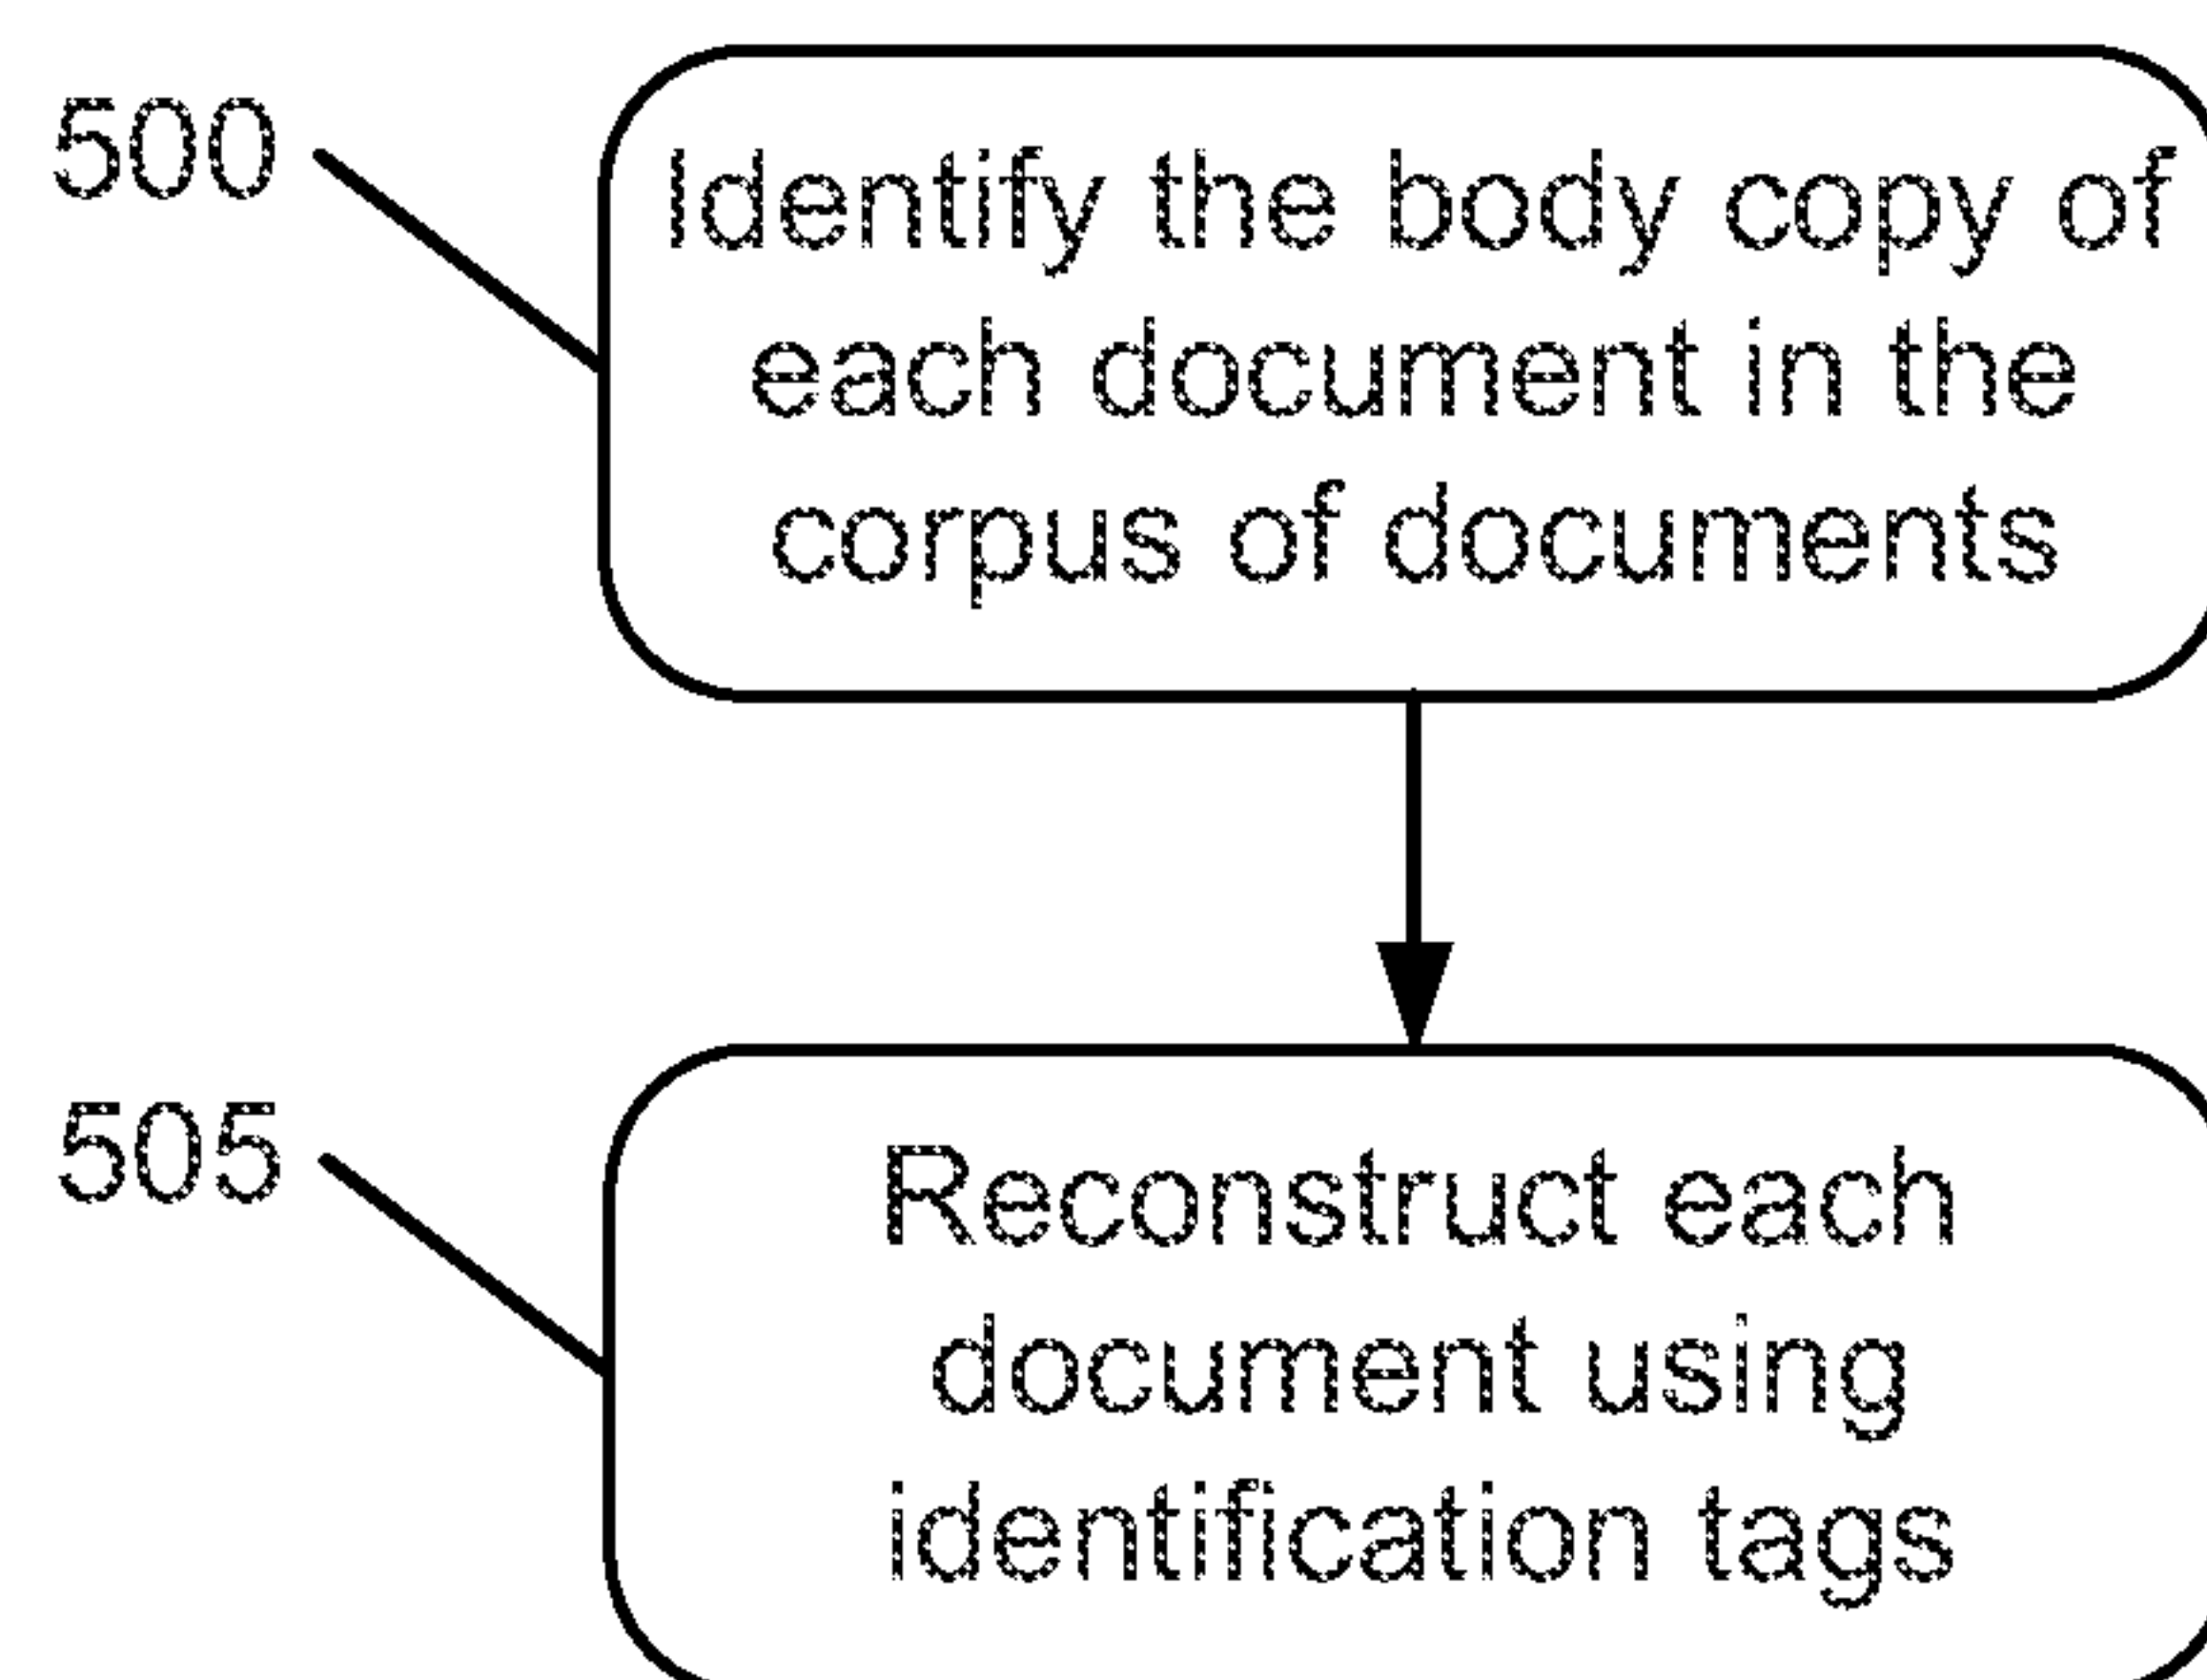 500
Identify the body copy of
each document in the
corpus of documents
505
Reconstruct each
document using
identification tags